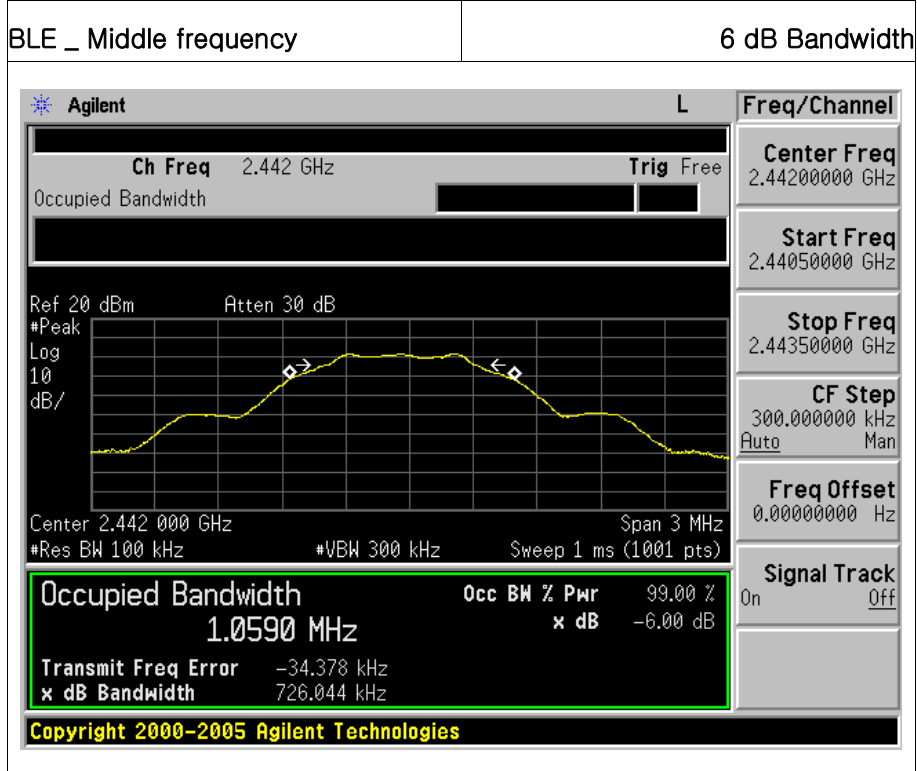 BLE _ Middle frequency
6 dB Bandwidth
Agilent
L
Freq/Channel
Ch Freq 2.442 GHz
Trig Free
Occupied Bandwidth
Center Freq
2.44200000 GHz
Start Freq
2.44050000 GHz
Stop Freq
2.44350000 GHz
CF Step
300.000000 kHz
Auto Man
Freq Offset
0.00000000 Hz
Signal Track
On Off
Ref 20 dBm
Atten 30 dB
#Peak
Log
10
dB/
Center 2.442 000 GHz
Span 3 MHz
#Res BW 100 kHz
#VBW 300 kHz
Sweep 1 ms (1001 pts)
Occupied Bandwidth
1.0590 MHz
Occ BW % Pwr 99.00 %
x dB -6.00 dB
Transmit Freq Error -34.378 kHz
x dB Bandwidth 726.044 kHz
Copyright 2000-2005 Agilent Technologies